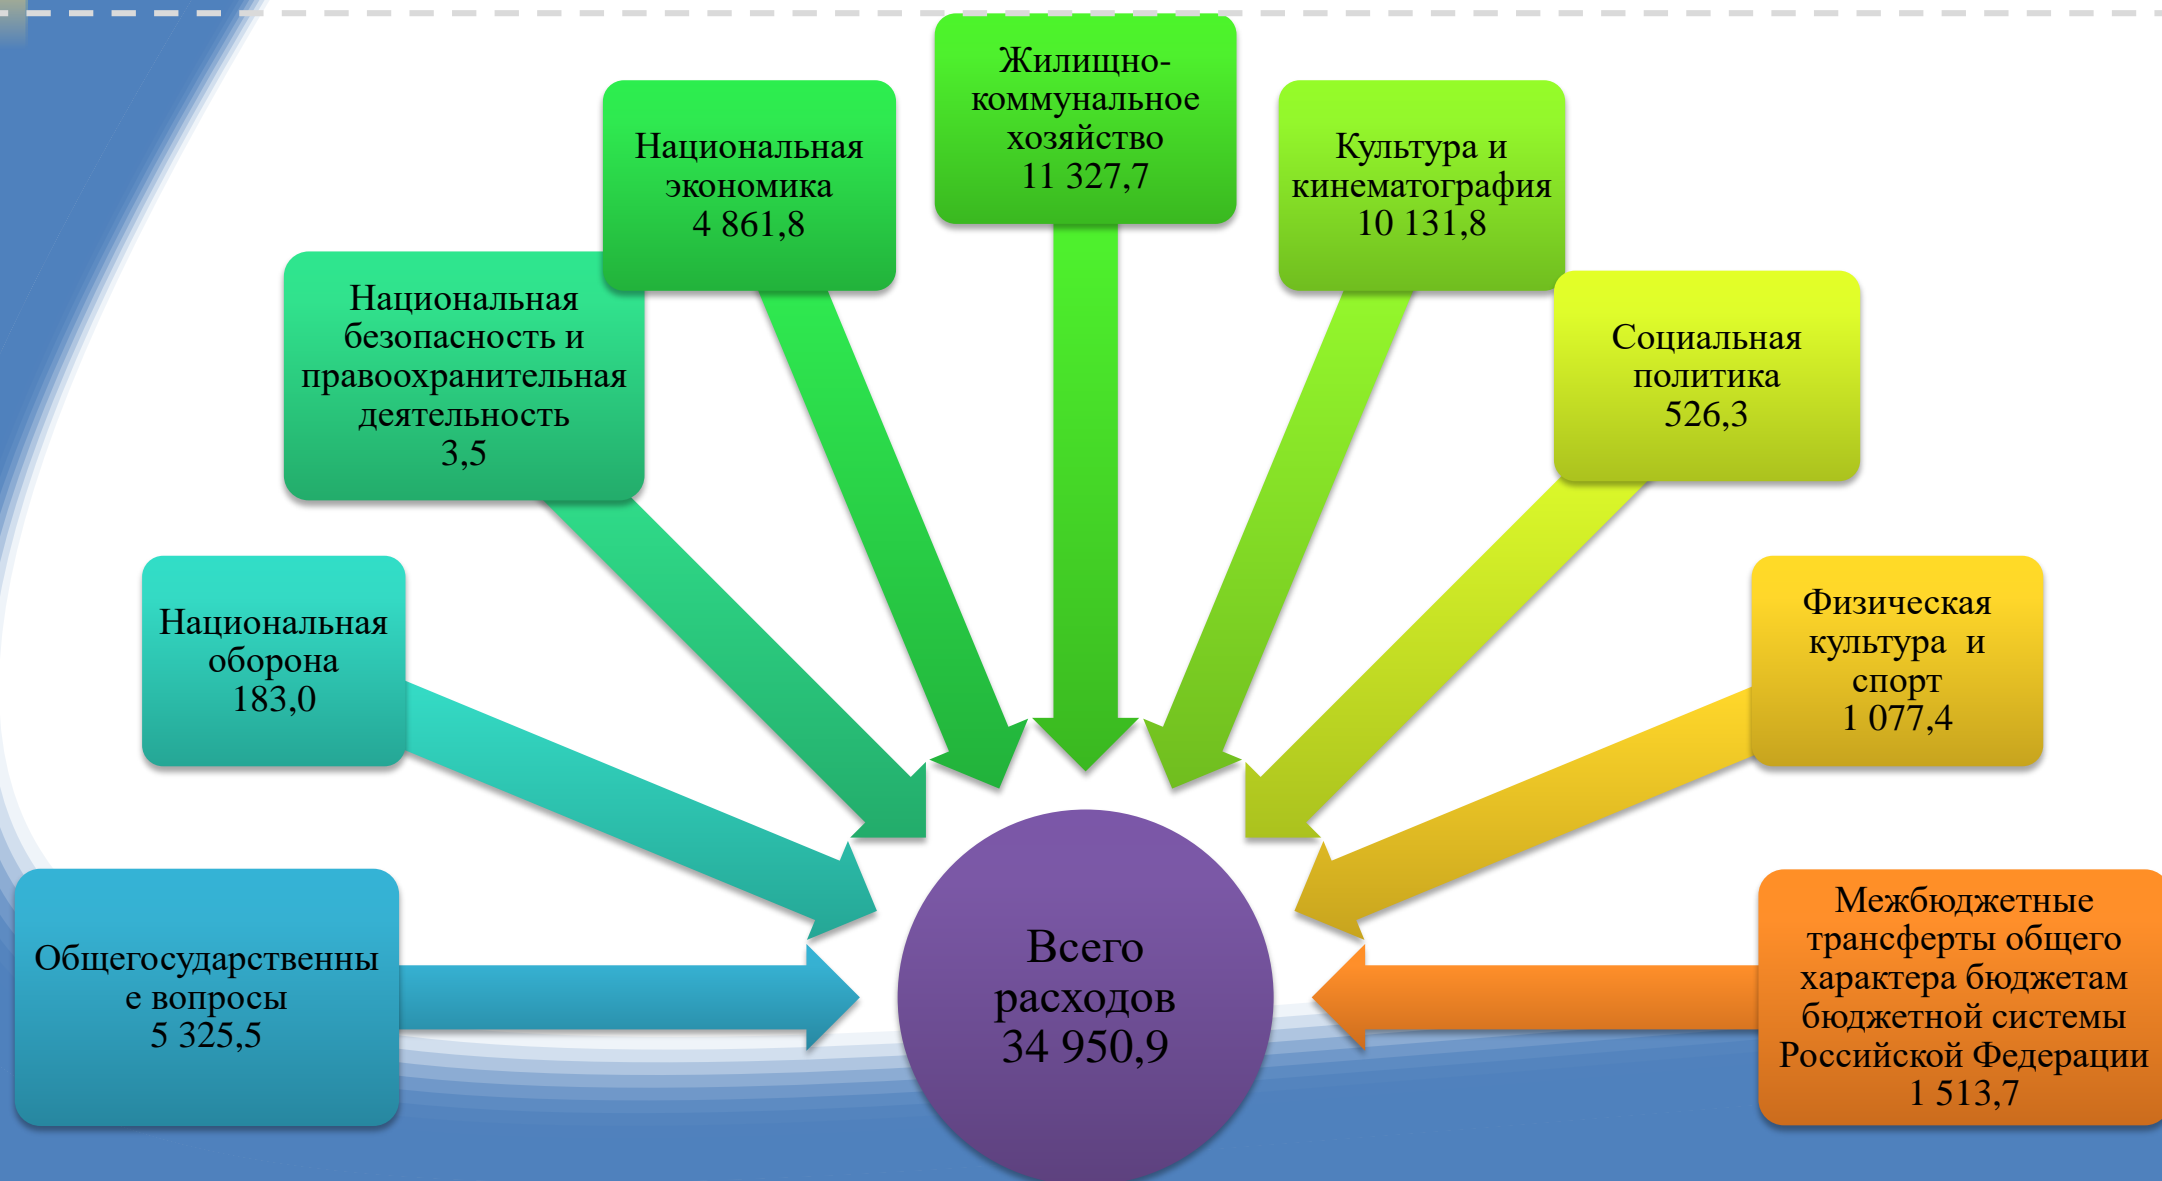 Жилищно-
коммунальное
хозяйство
11 327,7
Национальная
экономика
4 861,8
Культура и
кинематография
10 131,8
Национальная
безопасность и
правоохранительная
деятельность
3,5
Социальная
политика
526,3
Национальная
оборона
183,0
Физическая
культура  и
спорт
1 077,4
Общегосударственны
е вопросы
5 325,5
Всего
расходов
34 950,9
Межбюджетные
трансферты общего
характера бюджетам
бюджетной системы
Российской Федерации
1 513,7